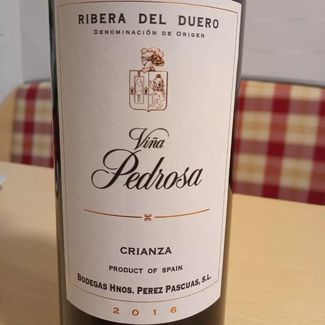 RIBERA DEL DUERO
DENOMINACIÓN DE ORIGEN
Viña
Pedrosa
CRIANZA
PRODUCT OF SPAIN
BODEGAS HNOS. PEREZ PASCUAS, S.L.
2016